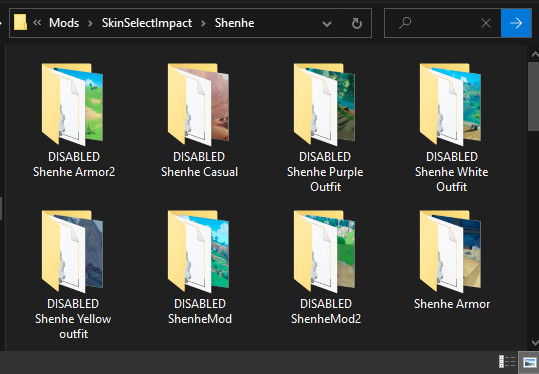 « Mods > SkinSelectImpact > Shenhe
DISABLED
Shenhe Armor2
DISABLED
Shenhe Casual
DISABLED
Shenhe Purple
Outfit
DISABLED
Shenhe White
Outfit
DISABLED
Shenhe Yellow
outfit
DISABLED
ShenheMod
DISABLED
ShenheMod2
Shenhe Armor